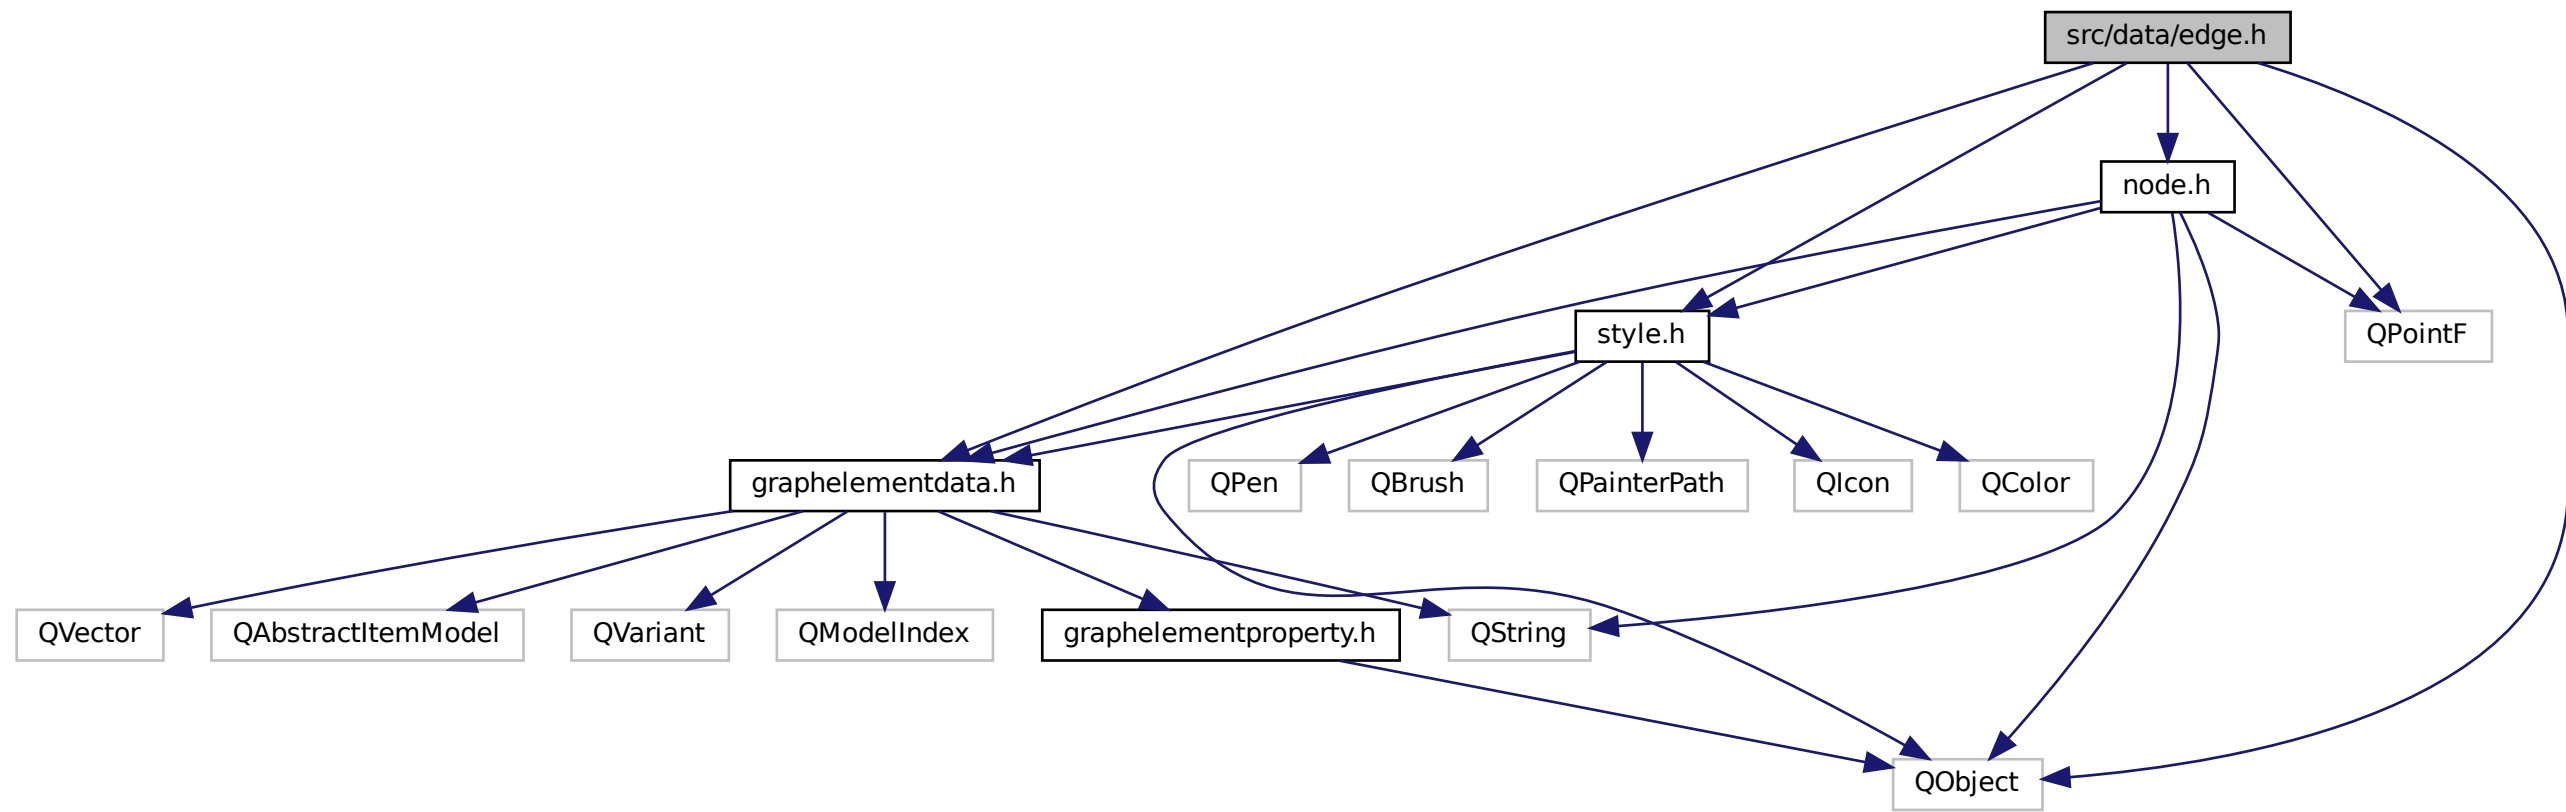 src/data/edge.h
node.h
style.h
QPointF
graphelementdata.h
QPen
QBrush
QPainterPath
QIcon
QColor
QVector
QAbstractItemModel
QVariant
QModelIndex
graphelementproperty.h
QString
QObject